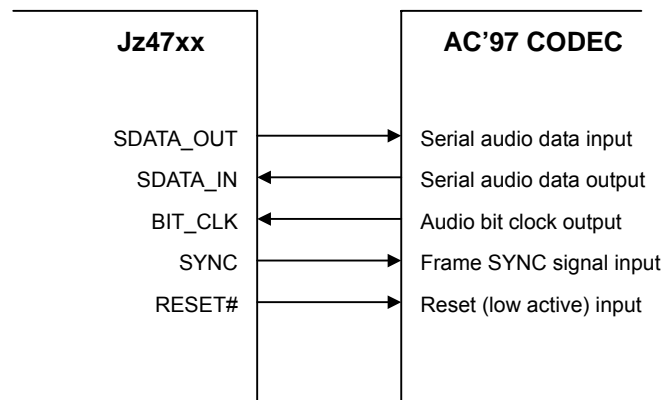 Jz47xx AC’97 CODEC
SDATA_OUT Serial audio data input
SDATA_IN Serial audio data output
BIT_CLK Audio bit clock output
SYNC Frame SYNC signal input
RESET# Reset (low active) input